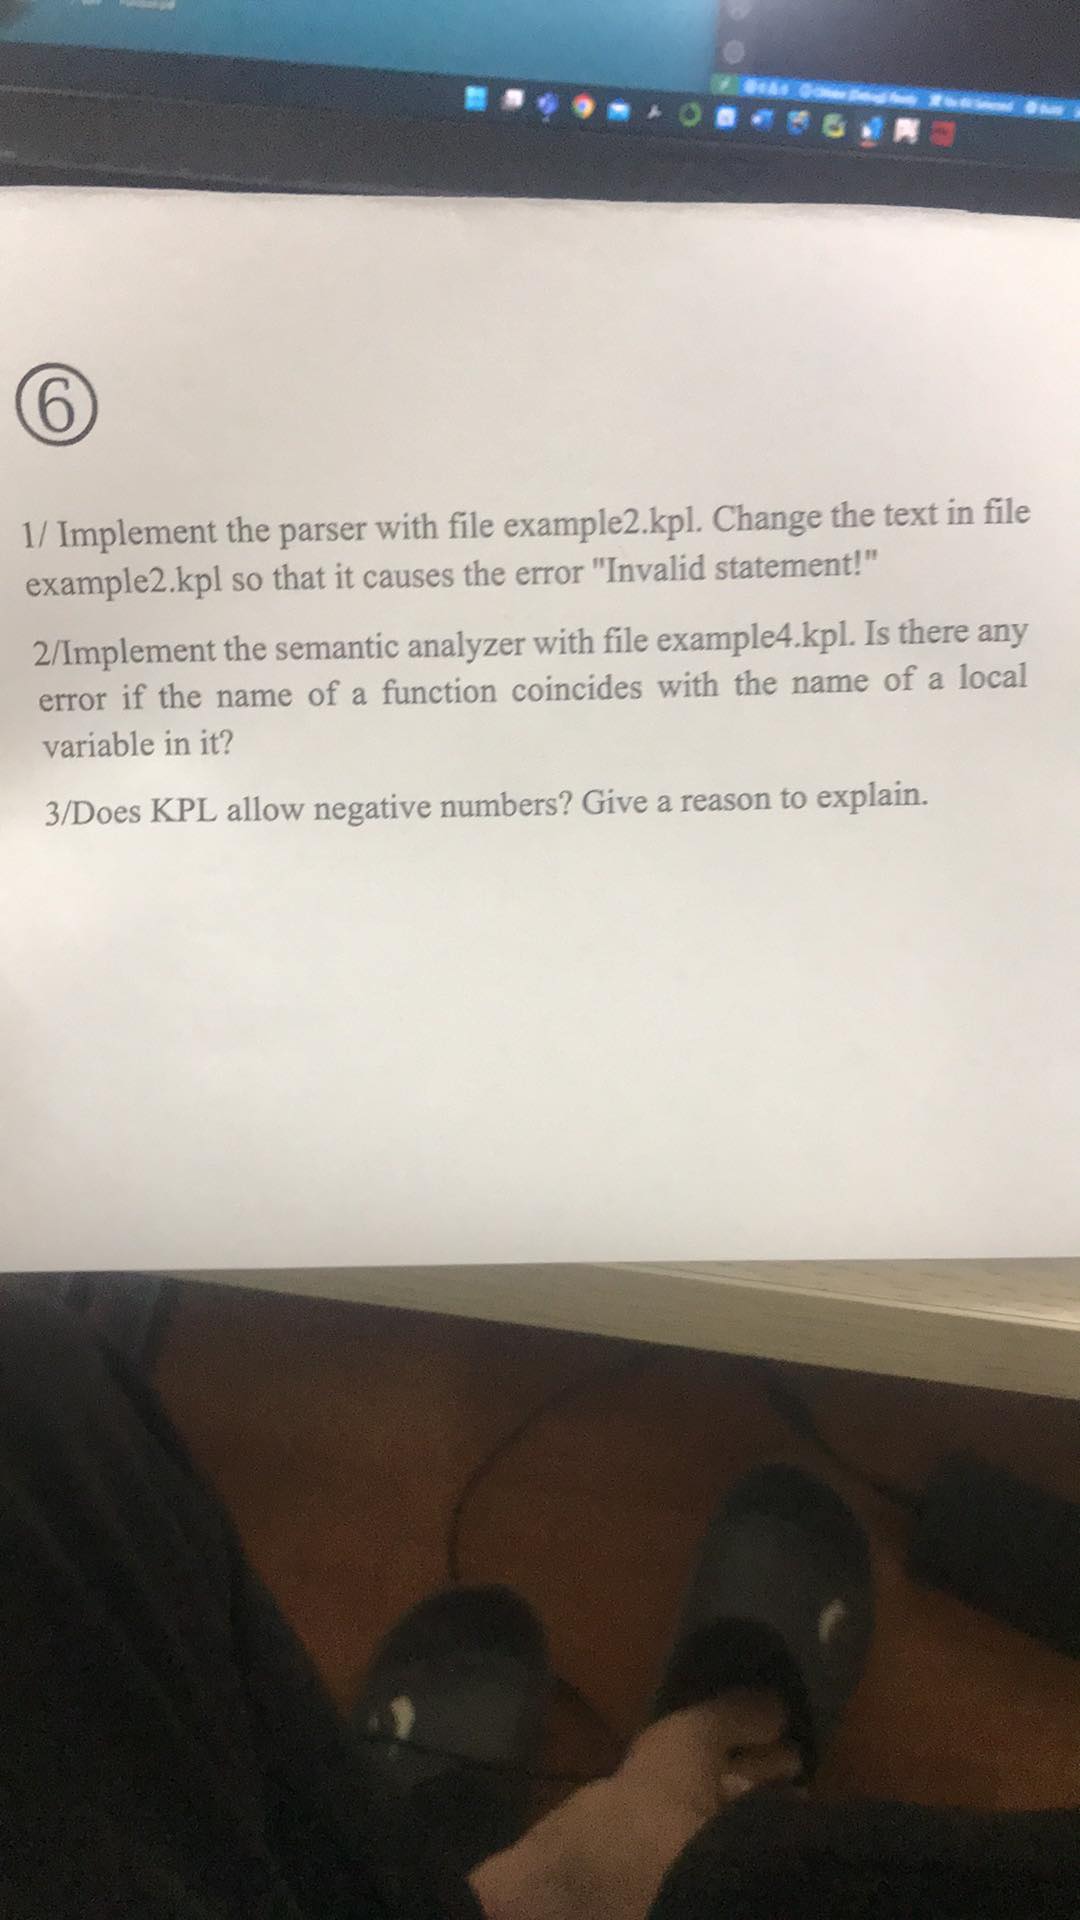 ⑥
1/ Implement the parser with file example2.kpl. Change the text in file
example2.kpl so that it causes the error "Invalid statement!"
2/Implement the semantic analyzer with file example4.kpl. Is there any
error if the name of a function coincides with the name of a local
variable in it?
3/Does KPL allow negative numbers? Give a reason to explain.